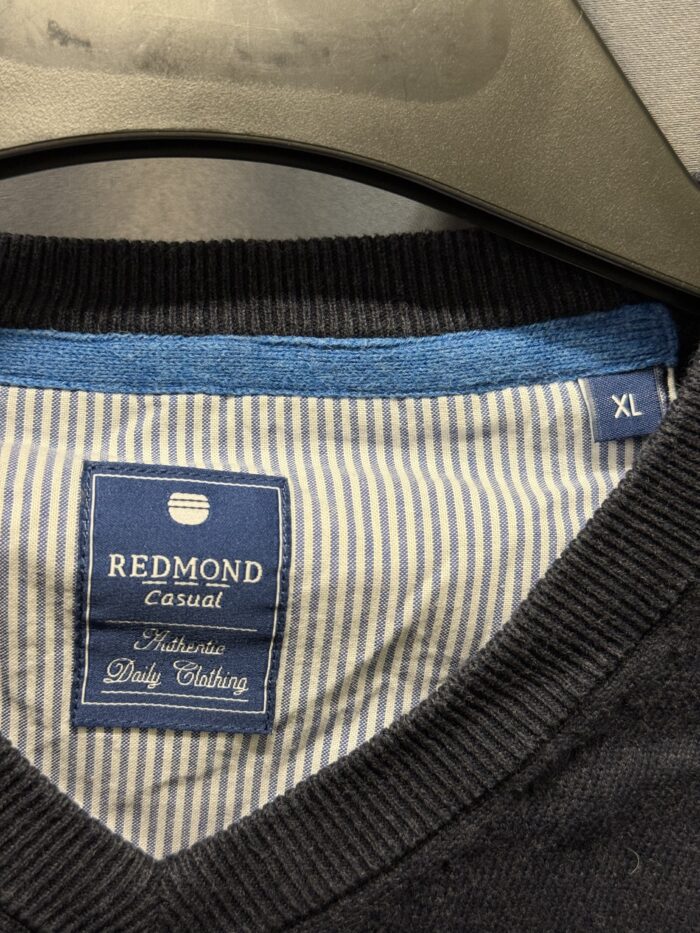 XL
REDMOND
Casual
Authentic
Daily Clothing